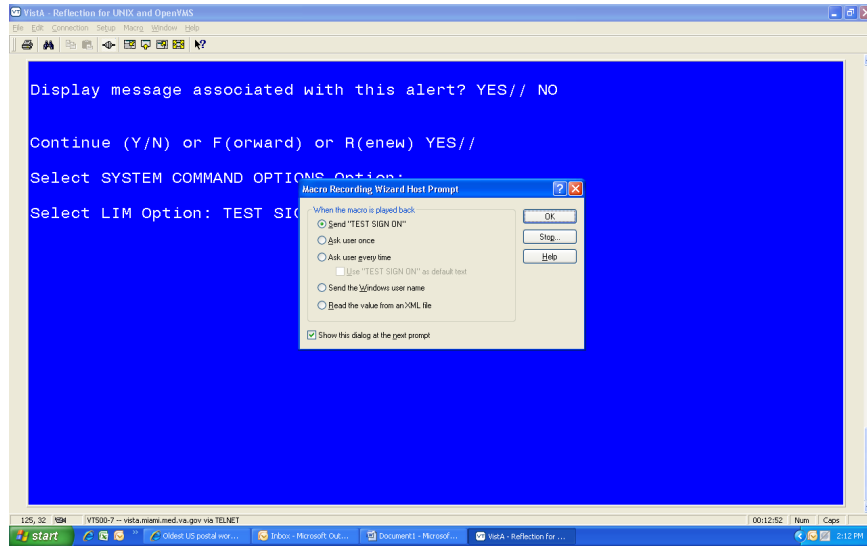 VistA - Reflection for UNIX and OpenVMS
File Edit Connection Setup Macro Window Help
Display message associated with this alert? YES// NO
Continue (Y/N) or F(orward) or R(enew) YES//
Select SYSTEM COMMAND OPTIONS Option:
Select LIM Option: TEST SIG
Macro Recording Wizard Host Prompt
When the macro is played back
Send "TEST SIGN ON"
Ask user once
Ask user every time
Use "TEST SIGN ON" as default text
Send the Windows user name
Read the value from an XML file
Show this dialog at the next prompt
OK
Stop...
Help
125, 32 VT500-7 -- vista.miami.med.va.gov via TELNET 00:12:52 Num Caps
start Oldest US postal wor... Inbox - Microsoft Out... Document1 - Microsof... VistA - Reflection for ... 2:12 PM